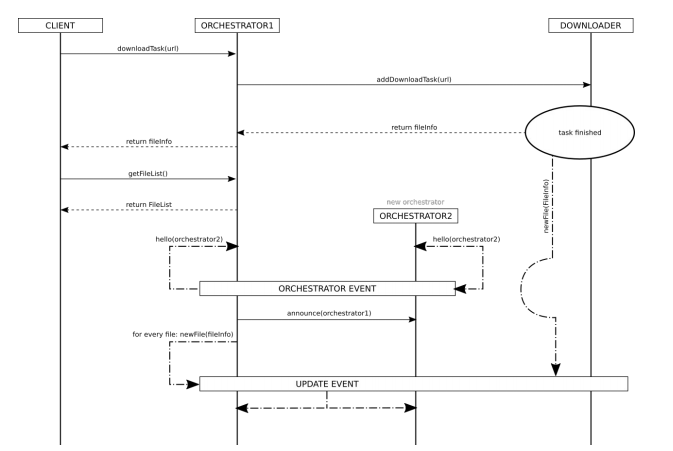 CLIENT
ORCHESTRATOR1
DOWNLOADER
downloadTask(url)
addDownloadTask(url)
return fileInfo
task finished
return fileInfo
getFileList()
newFile(FileInfo)
return FileList
new orchestrator
ORCHESTRATOR2
hello(orchestrator2)
hello(orchestrator2)
ORCHESTRATOR EVENT
announce(orchestrator1)
for every file: newFile(fileInfo)
UPDATE EVENT